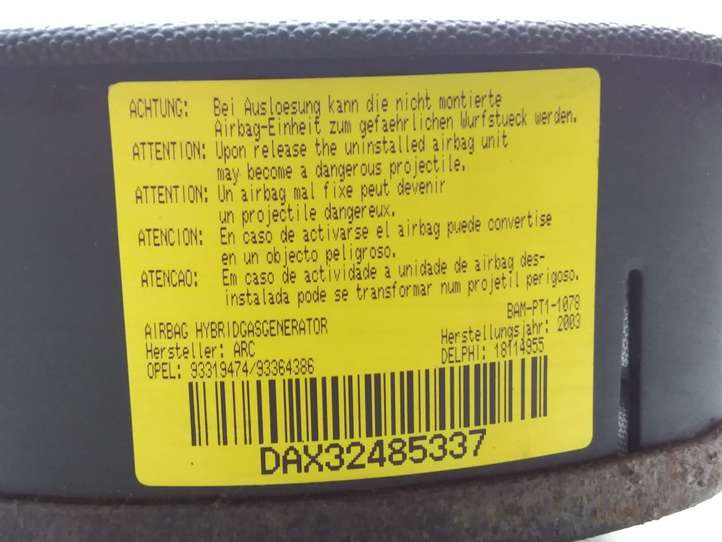 ACHTUNG: Bei Ausloesung kann die nicht montierte
Airbag-Einheit zum gefaehrlichen Wurfstueck werden.
ATTENTION: Upon release the uninstalled airbag unit
may become a dangerous projectile.
ATTENTION: Un airbag mal fixe peut devenir
un projectile dangereux.
ATENCION: En caso de activarse el airbag puede convertise
en un objecto peligroso.
ATENCAO: Em caso de actividade a unidade de airbag des-
instalada pode se transformar num projetil perigoso.
BAM-PT1-1078
AIRBAG HYBRIDGASGENERATOR
Herstellungsjahr: 2003
Hersteller: ARC
DELPHI: 18114955
OPEL: 93319474/93364386
DAX32485337